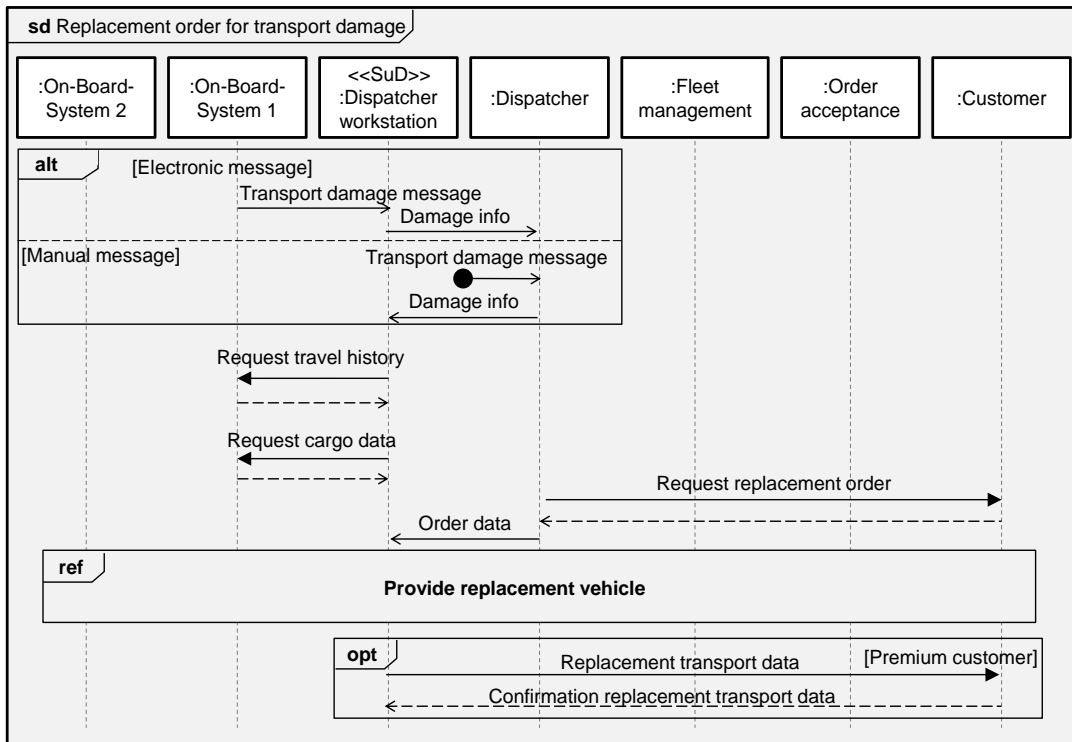 sd Replacement order for transport damage
:On-Board-
System 2
:On-Board-
System 1
<<SuD>>
:Dispatcher
workstation
:Dispatcher
:Fleet
management
:Order
acceptance
:Customer
alt
[Electronic message]
Transport damage message
Damage info
[Manual message]
Transport damage message
Damage info
Request travel history
Request cargo data
Request replacement order
Order data
ref
Provide replacement vehicle
opt
Replacement transport data
[Premium customer]
Confirmation replacement transport data